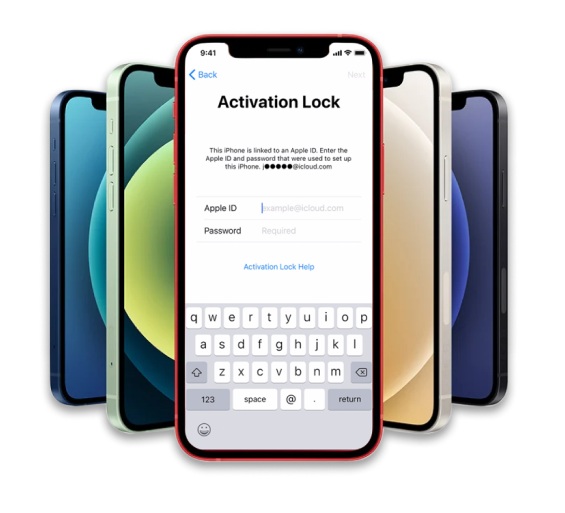 9:41
Back Next
Activation Lock
This iPhone is linked to an Apple ID. Enter the
Apple ID and password that were used to set up
this iPhone. j●●●●●@icloud.com
Apple ID example@icloud.com
Password Required
Activation Lock Help
q w e r t y u i o p
a s d f g h j k l
z x c v b n m
123 space @ . return